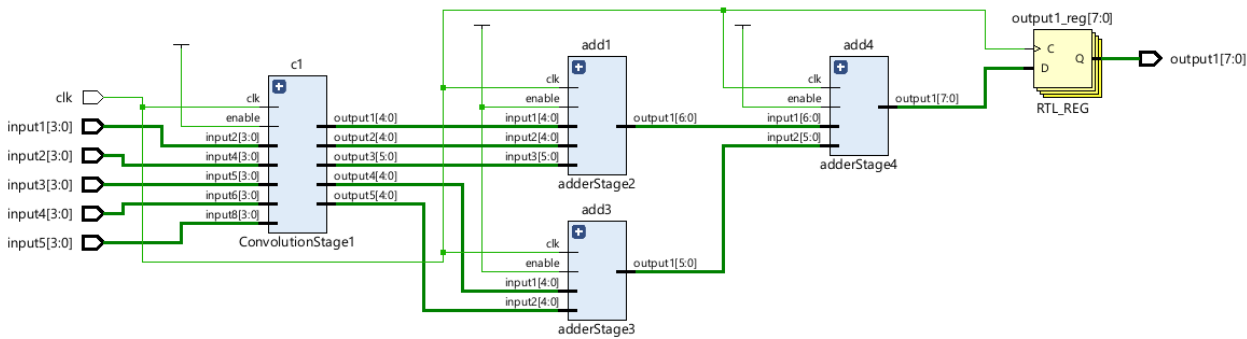 clk
input1[3:0]
input2[3:0]
input3[3:0]
input4[3:0]
input5[3:0]
c1
clk
enable
input2[3:0]
input4[3:0]
input5[3:0]
input6[3:0]
input8[3:0]
output1[4:0]
output2[4:0]
output3[5:0]
output4[4:0]
output5[4:0]
ConvolutionStage1
add1
clk
enable
input1[4:0]
input2[4:0]
input3[5:0]
output1[6:0]
adderStage2
add3
clk
enable
input1[4:0]
input2[4:0]
output1[5:0]
adderStage3
add4
clk
enable
input1[6:0]
input2[5:0]
output1[7:0]
adderStage4
output1_reg[7:0]
C
D
Q
RTL_REG
output1[7:0]